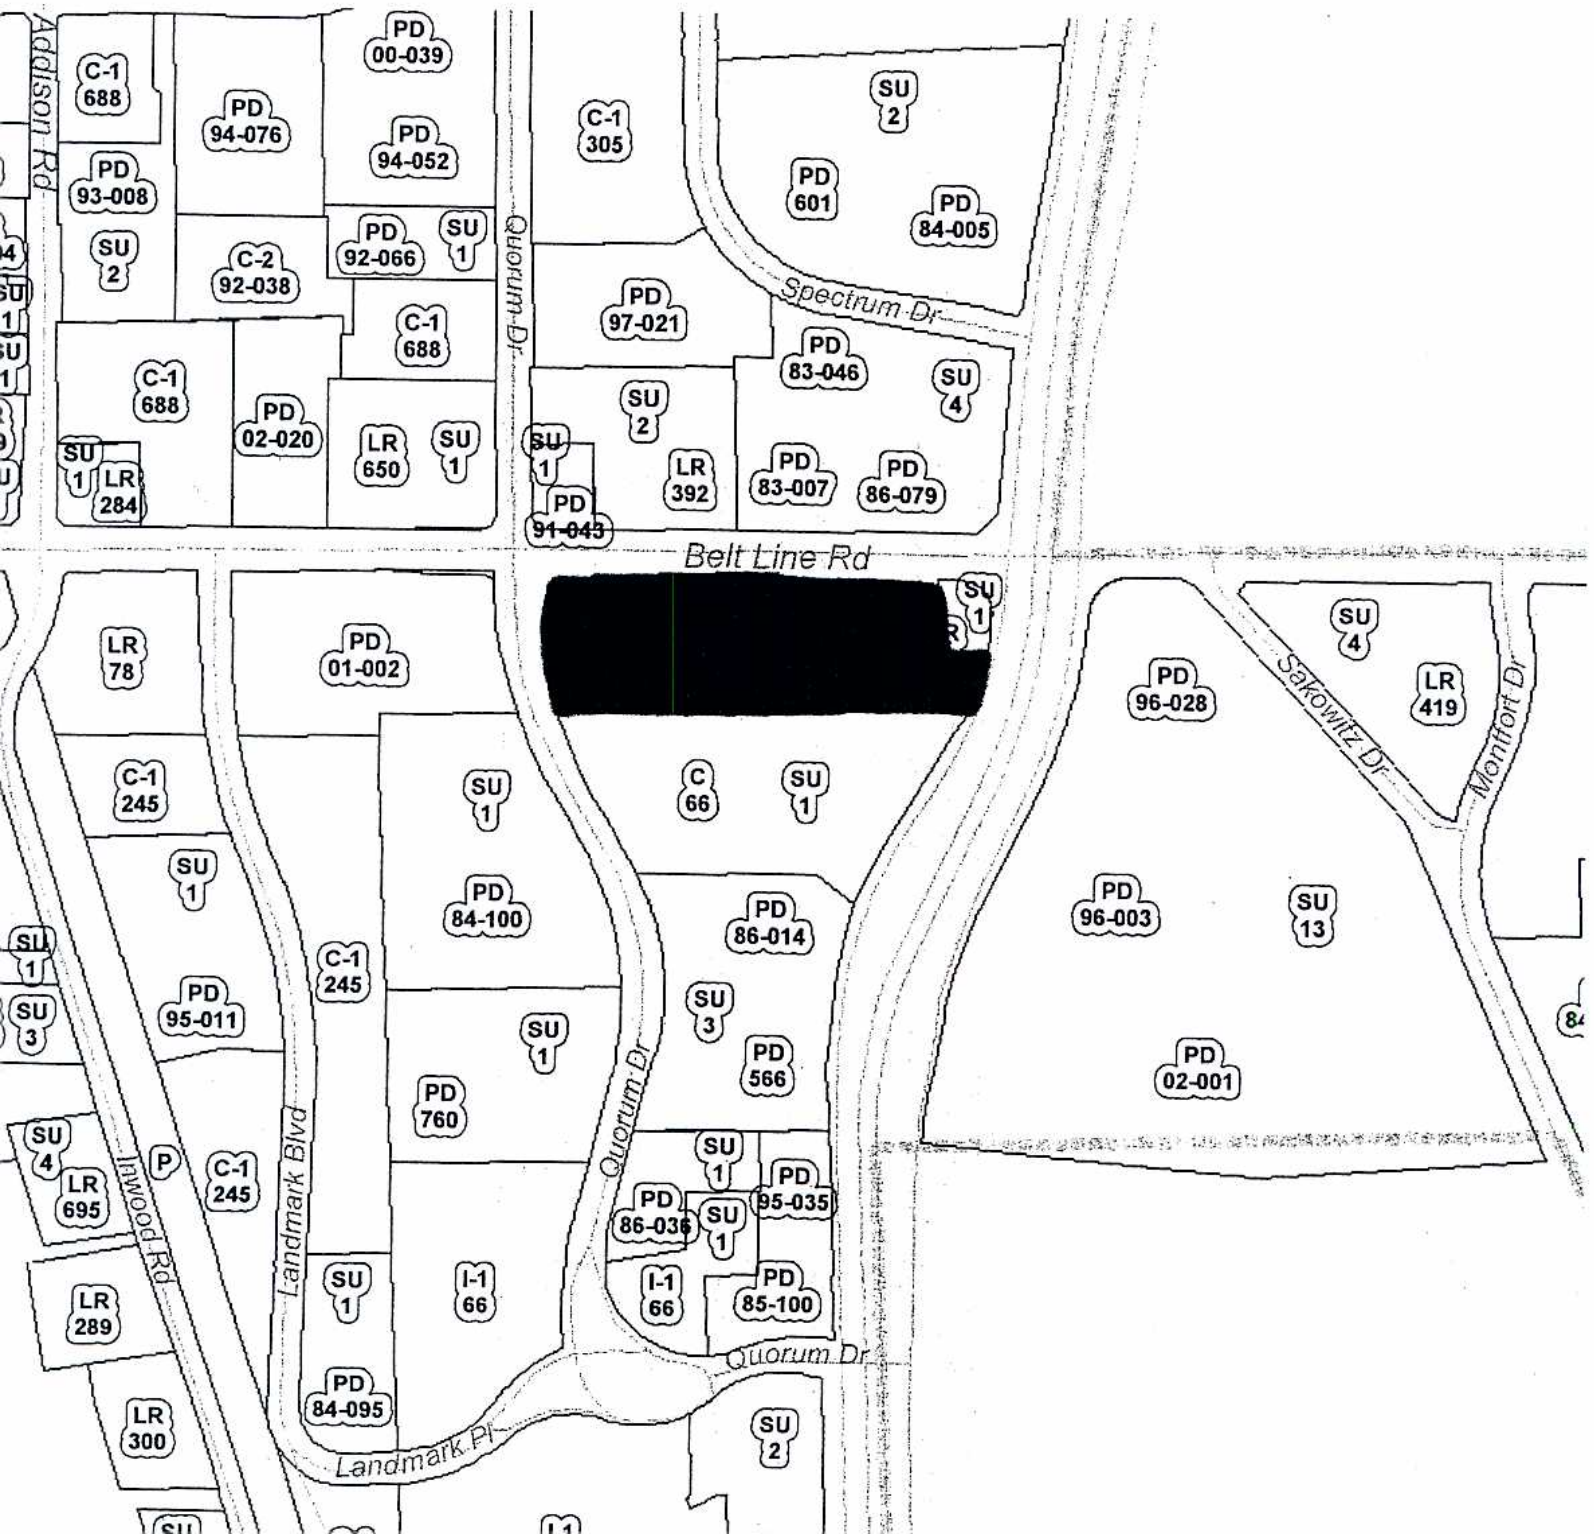 Addison Rd
C-1
688
PD
94-076
PD
00-039
PD
94-052
PD
93-008
SU
2
C-2
92-038
PD
92-066
SU
1
C-1
688
C-1
688
PD
02-020
LR
650
SU
1
SU
1
LR
284
Quorum Dr
C-1
305
SU
2
PD
601
PD
84-005
Spectrum Dr
PD
97-021
PD
83-046
SU
4
SU
2
LR
392
SU
1
PD
91-043
PD
83-007
PD
86-079
04
SU
1
SU
1
Belt Line Rd
SU
1
R
LR
78
PD
01-002
C-1
245
SU
1
PD
84-100
C
66
SU
1
PD
96-028
SU
4
LR
419
Sakowitz Dr
Montfort Dr
SU
1
PD
95-011
C-1
245
PD
86-014
SU
3
PD
566
PD
96-003
SU
13
PD
02-001
84
SU
1
SU
3
SU
1
PD
760
Quorum Dr
SU
4
LR
695
P
Inwood Rd
C-1
245
Landmark Blvd
SU
1
PD
95-035
PD
86-036
SU
1
I-1
66
I-1
66
PD
85-100
LR
289
SU
1
PD
84-095
Quorum Dr
LR
300
Landmark Pl
SU
2
SU